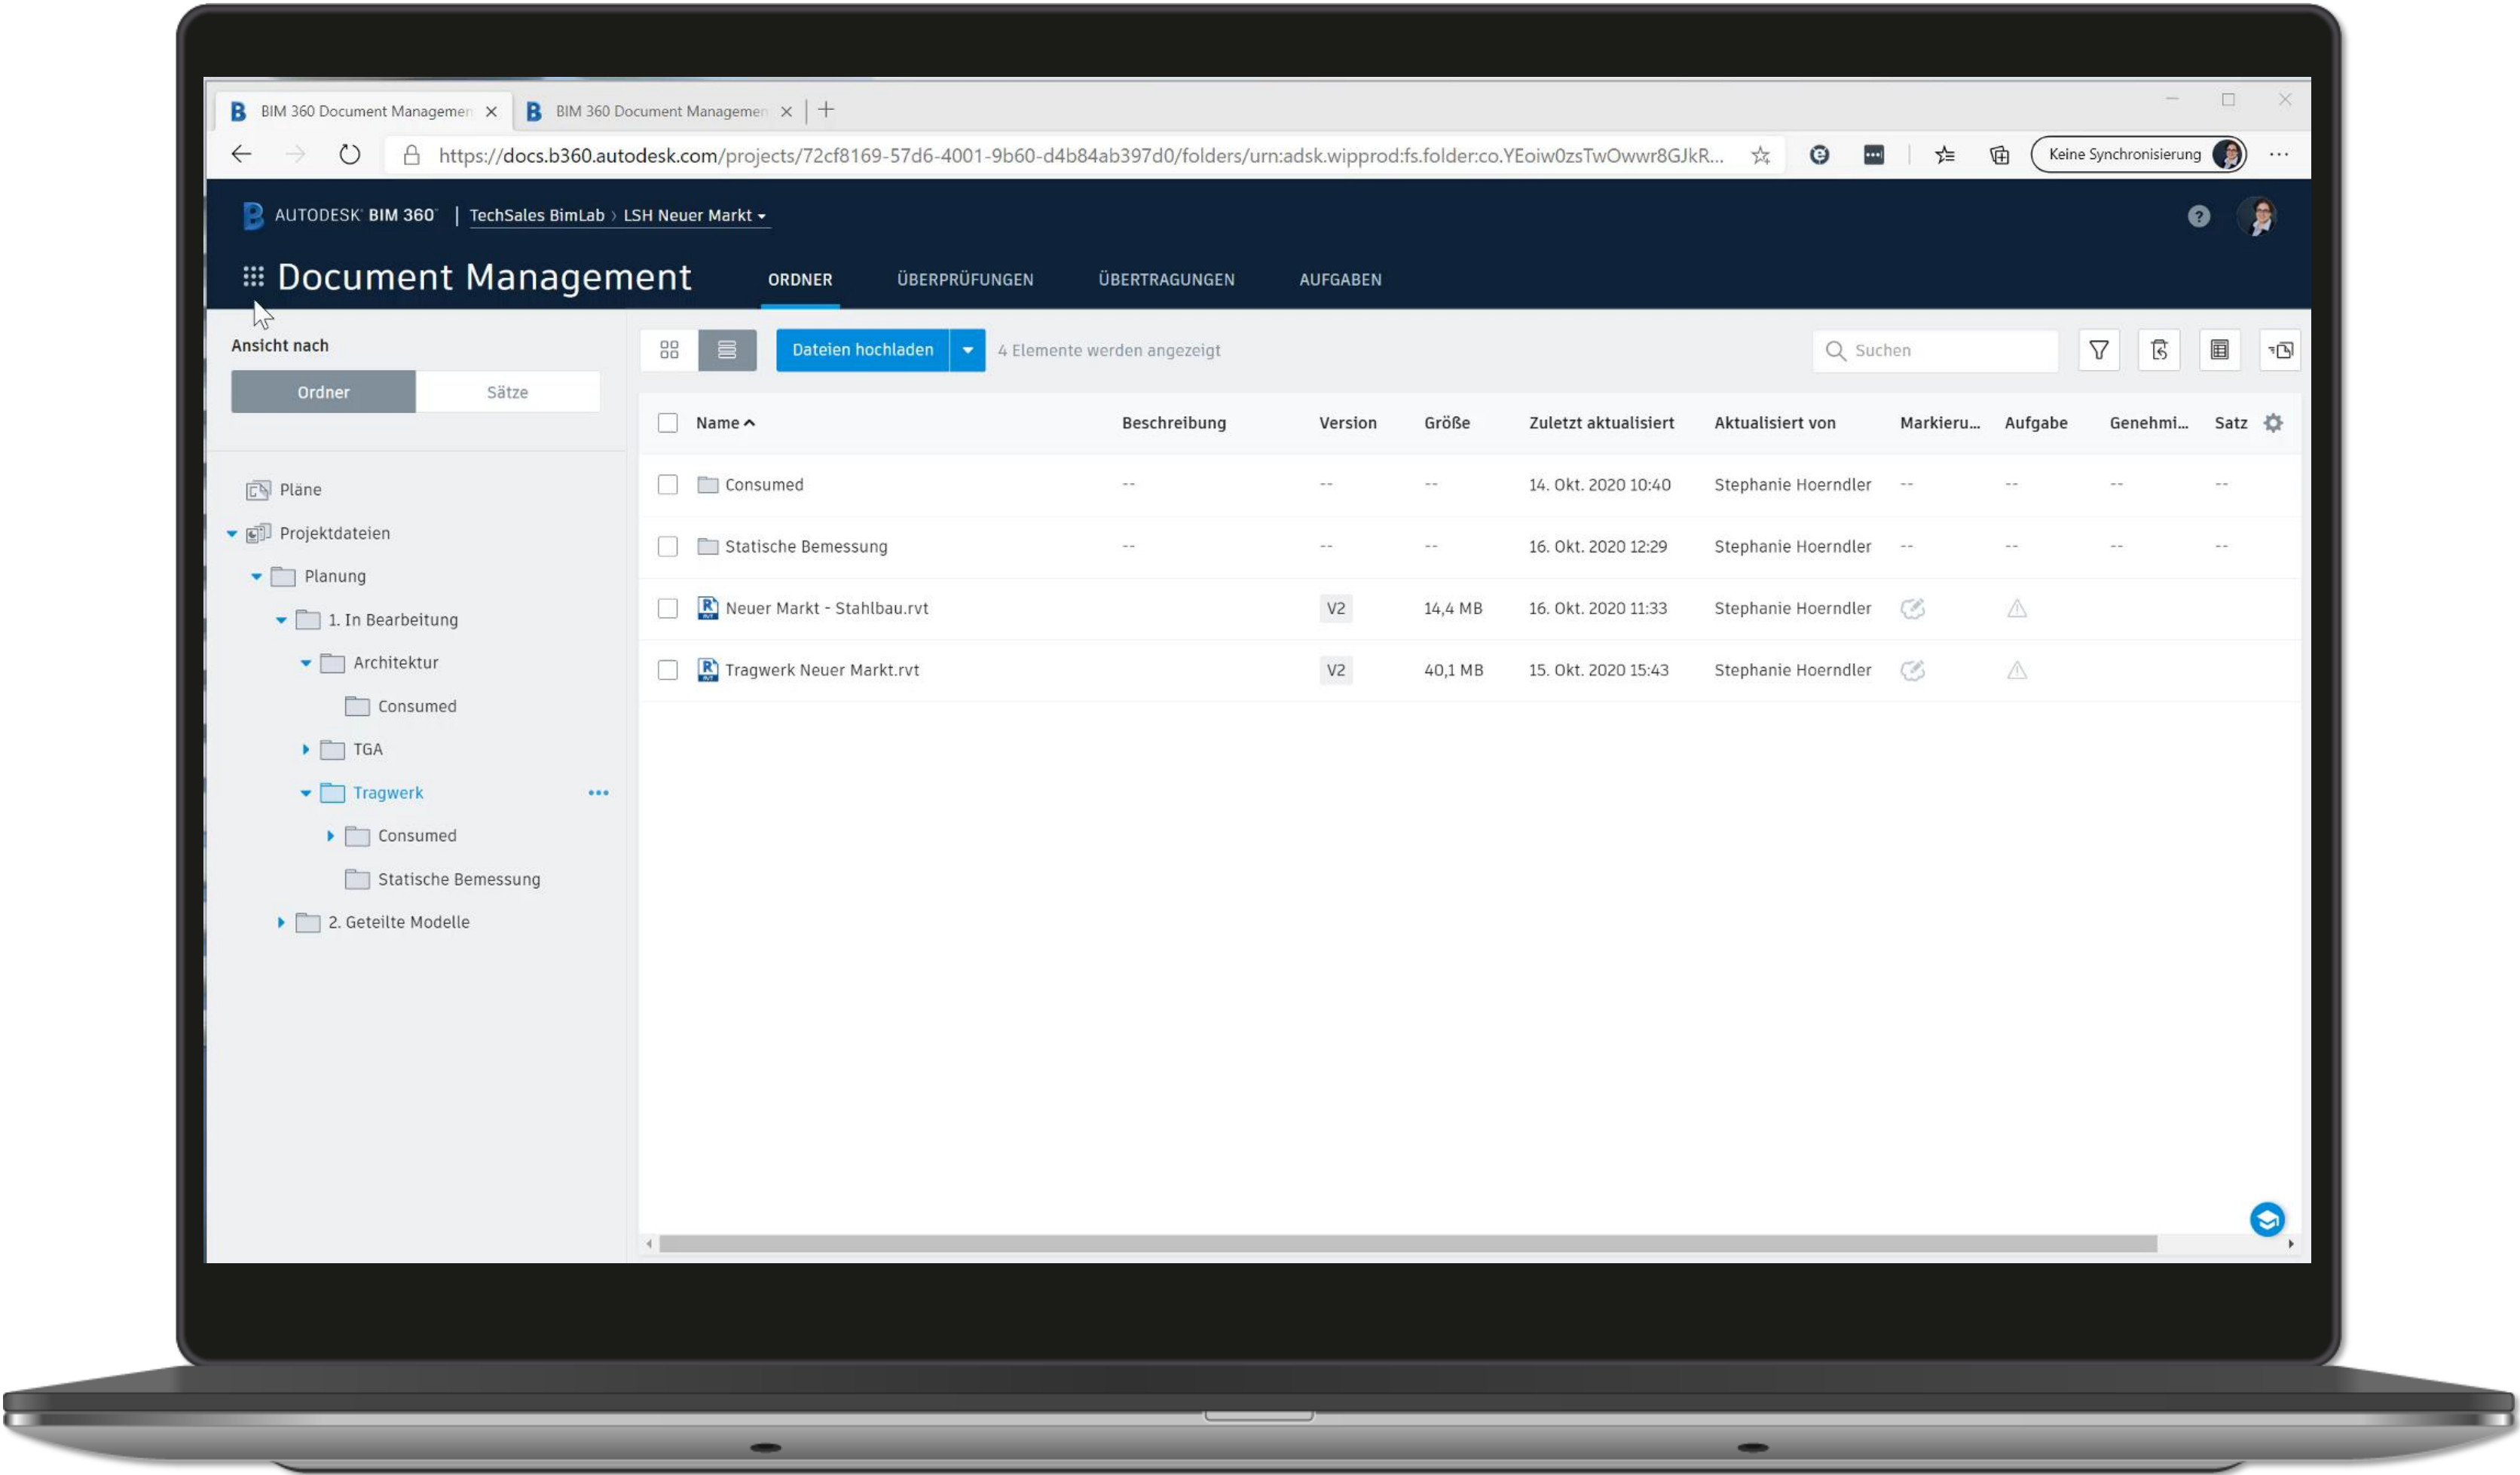 BIM 360 Document Managemen BIM 360 Document Managemen
https://docs.b360.autodesk.com/projects/72cf8169-57d6-4001-9b60-d4b84ab397d0/folders/urn:adsk.wipprod:fs.folder:co.YEoiw0zsTwOwwr8GJkR... Keine Synchronisierung
AUTODESK® BIM 360™ | TechSales BimLab > LSH Neuer Markt
Document Management ORDNER ÜBERPRÜFUNGEN ÜBERTRAGUNGEN AUFGABEN
Ansicht nach
Ordner Sätze
Pläne
Projektdateien
Planung
1. In Bearbeitung
Architektur
Consumed
TGA
Tragwerk
Consumed
Statische Bemessung
2. Geteilte Modelle
Dateien hochladen 4 Elemente werden angezeigt Suchen
Name Beschreibung Version Größe Zuletzt aktualisiert Aktualisiert von Markieru... Aufgabe Genehmi... Satz
Consumed -- -- -- 14. Okt. 2020 10:40 Stephanie Hoerndler -- -- -- --
Statische Bemessung -- -- -- 16. Okt. 2020 12:29 Stephanie Hoerndler -- -- -- --
Neuer Markt - Stahlbau.rvt V2 14,4 MB 16. Okt. 2020 11:33 Stephanie Hoerndler
Tragwerk Neuer Markt.rvt V2 40,1 MB 15. Okt. 2020 15:43 Stephanie Hoerndler